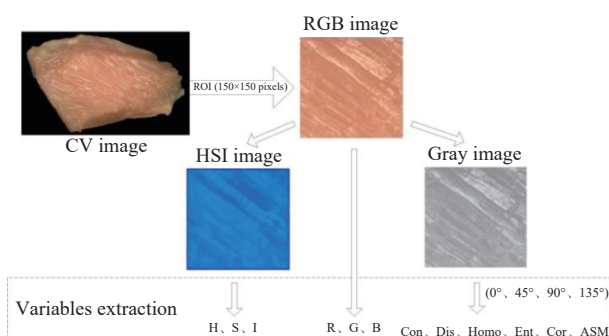 RGB image
ROI (150×150 pixels)
CV image
HSI image
Gray image
(0°、45°、90°、135°)
Variables extraction
H、S、I
R、G、B
Con、Dis、Homo、Ent、Cor、ASM